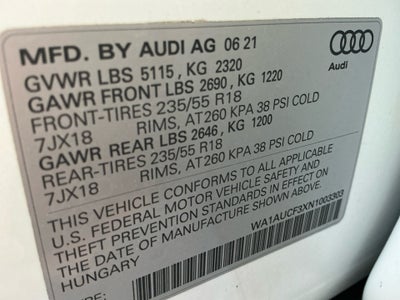 MFD. BY AUDI AG 06 21
GVWR LBS 5115, KG 2320
GAWR FRONT LBS 2690, KG 1220
FRONT-TIRES 235/55 R18
7JX18 RIMS, AT260 KPA 38 PSI COLD
GAWR REAR LBS 2646, KG 1200
REAR-TIRES 235/55 R18
7JX18 RIMS, AT260 KPA 38 PSI COLD
THIS VEHICLE CONFORMS TO ALL APPLICABLE
U.S. FEDERAL MOTOR VEHICLE SAFETY AND
THEFT PREVENTION STANDARDS IN EFFECT ON
THE DATE OF MANUFACTURE SHOWN ABOVE.
HUNGARY
WA1AUCF3XN1003303
Audi